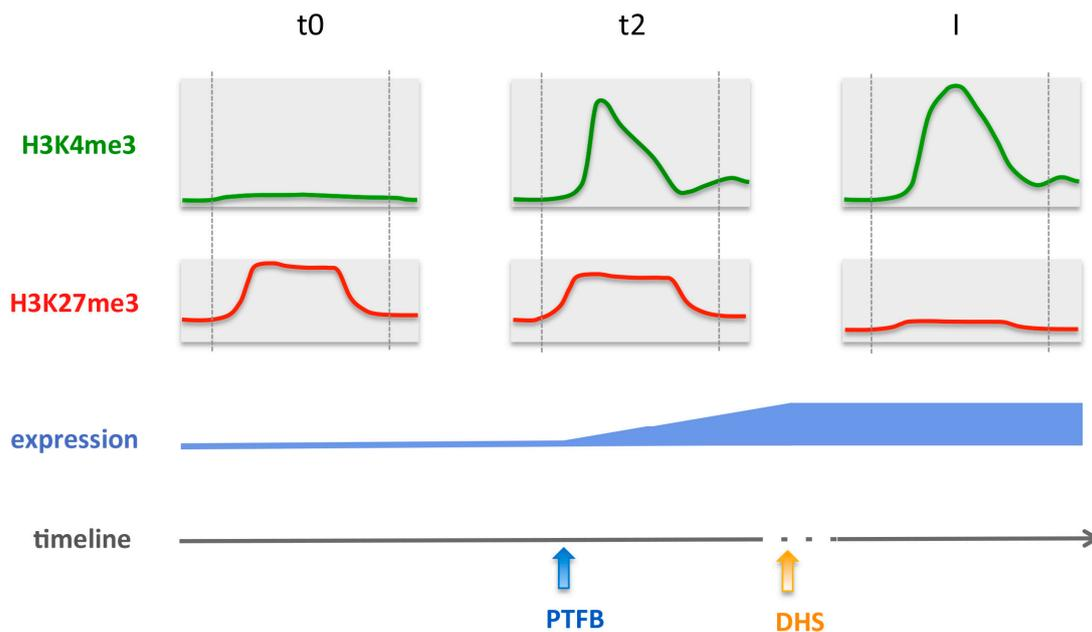 t0 t2 I
H3K4me3
H3K27me3
expression
timeline
PTFB
DHS